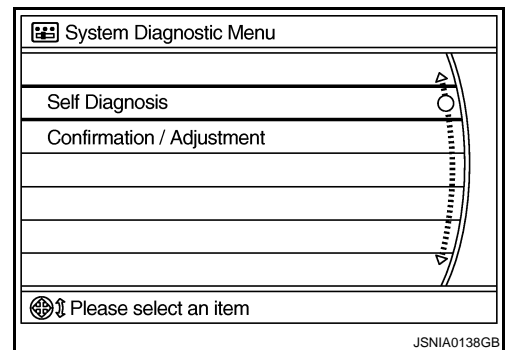 System Diagnostic Menu
Self Diagnosis
Confirmation / Adjustment
Please select an item
JSNIA0138GB